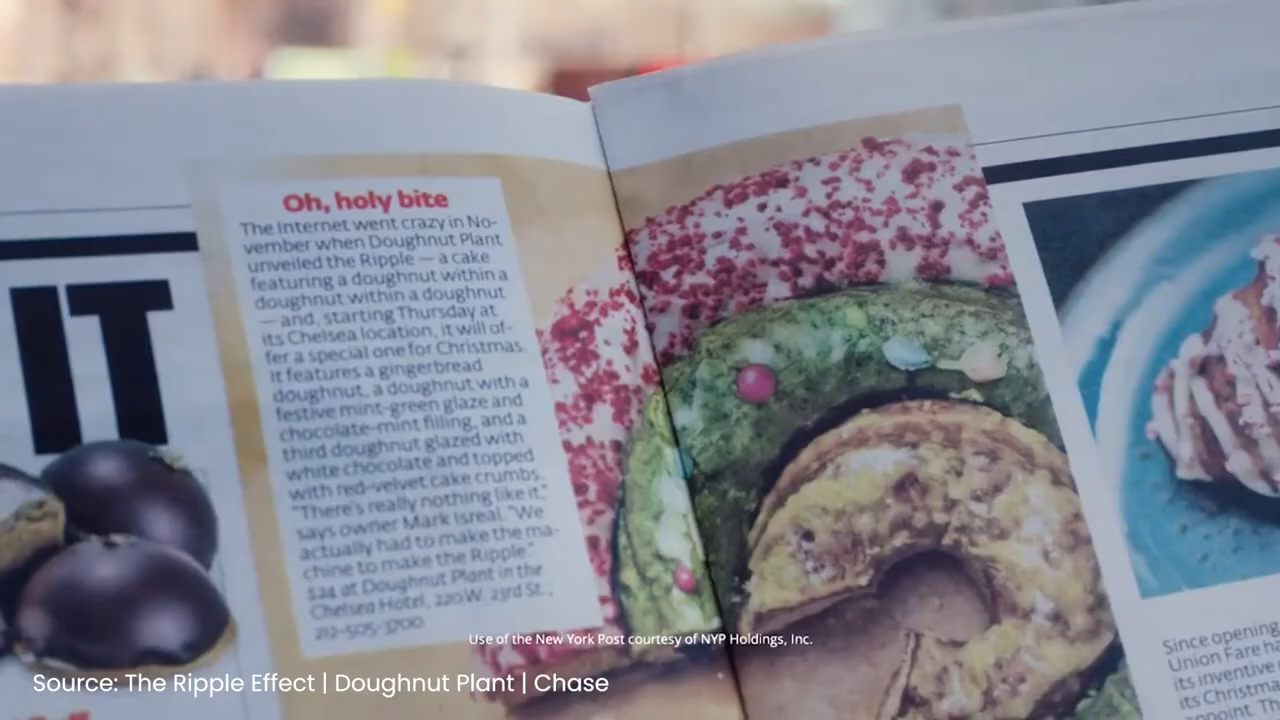 IT
Oh, holy bite
The Internet went crazy in No-
vember when Doughnut Plant
unveiled the Ripple — a cake
featuring a doughnut within a
doughnut within a doughnut
— and, starting Thursday at
its Chelsea location, it will of-
fer a special one for Christmas.
It features a gingerbread
doughnut, a doughnut with a
festive mint-green glaze and
chocolate-mint filling, and a
third doughnut glazed with
white chocolate and topped
with red-velvet cake crumbs.
"There's really nothing like it,"
says owner Mark Isreal. "We
actually had to make the ma-
chine to make the Ripple."
$24 at Doughnut Plant in the
Chelsea Hotel, 220 W. 23rd St.;
212-505-3700
Since opening,
Union Fare ha
its inventive
its Christma
point. Th
Use of the New York Post courtesy of NYP Holdings, Inc.
Source: The Ripple Effect | Doughnut Plant | Chase